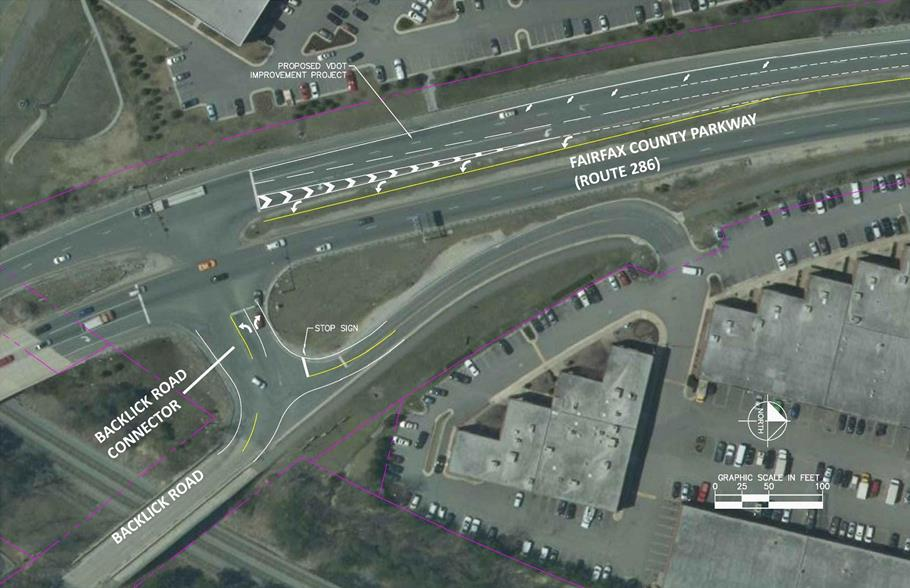 PROPOSED VDOT
IMPROVEMENT PROJECT
FAIRFAX COUNTY PARKWAY
(ROUTE 286)
STOP SIGN
BACKLICK ROAD
CONNECTOR
NORTH
GRAPHIC SCALE IN FEET
0 25 50 100
BACKLICK ROAD